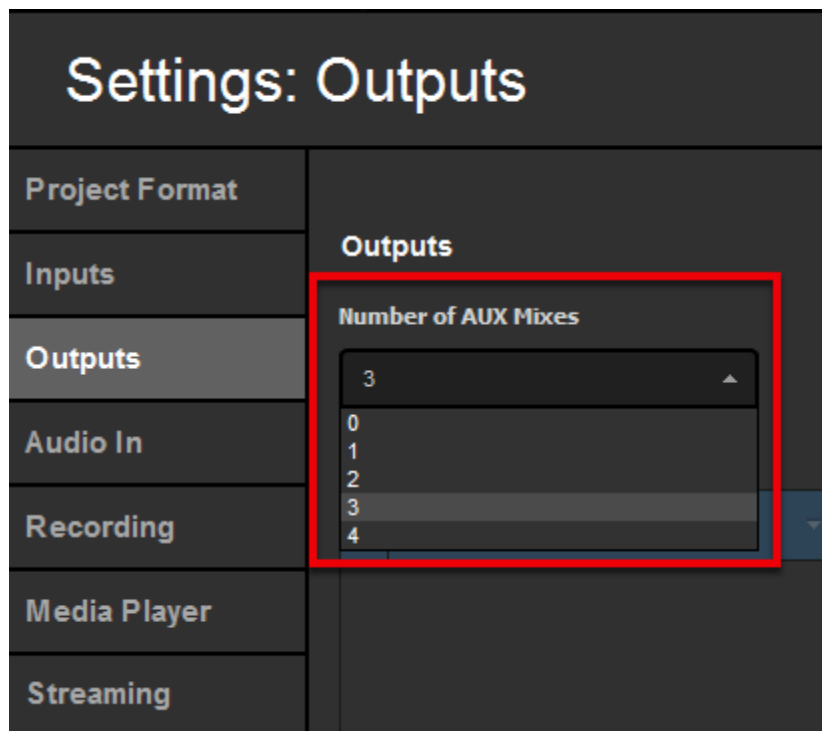 Settings: Outputs
Project Format
Inputs
Outputs
Audio In
Recording
Media Player
Streaming
Outputs
Number of AUX Mixes
3
0
1
2
3
4